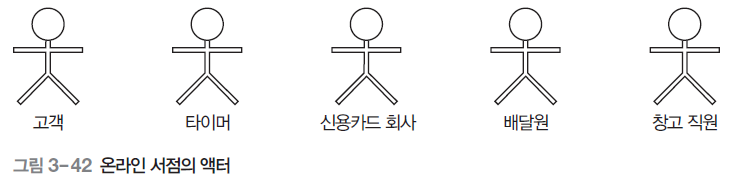 고객 타이머 신용카드 회사 배달원 창고 직원
그림 3-42 온라인 서점의 액터